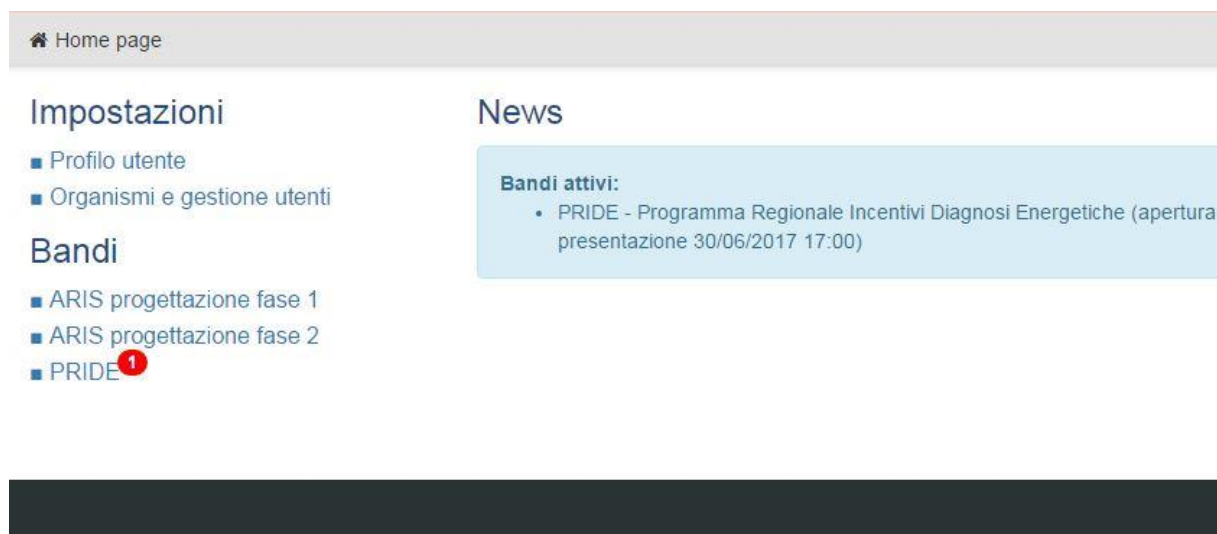 Home page
Impostazioni
Profilo utente
Organismi e gestione utenti
Bandi
ARIS progettazione fase 1
ARIS progettazione fase 2
PRIDE 1
News
Bandi attivi:
PRIDE - Programma Regionale Incentivi Diagnosi Energetiche (apertura
presentazione 30/06/2017 17:00)